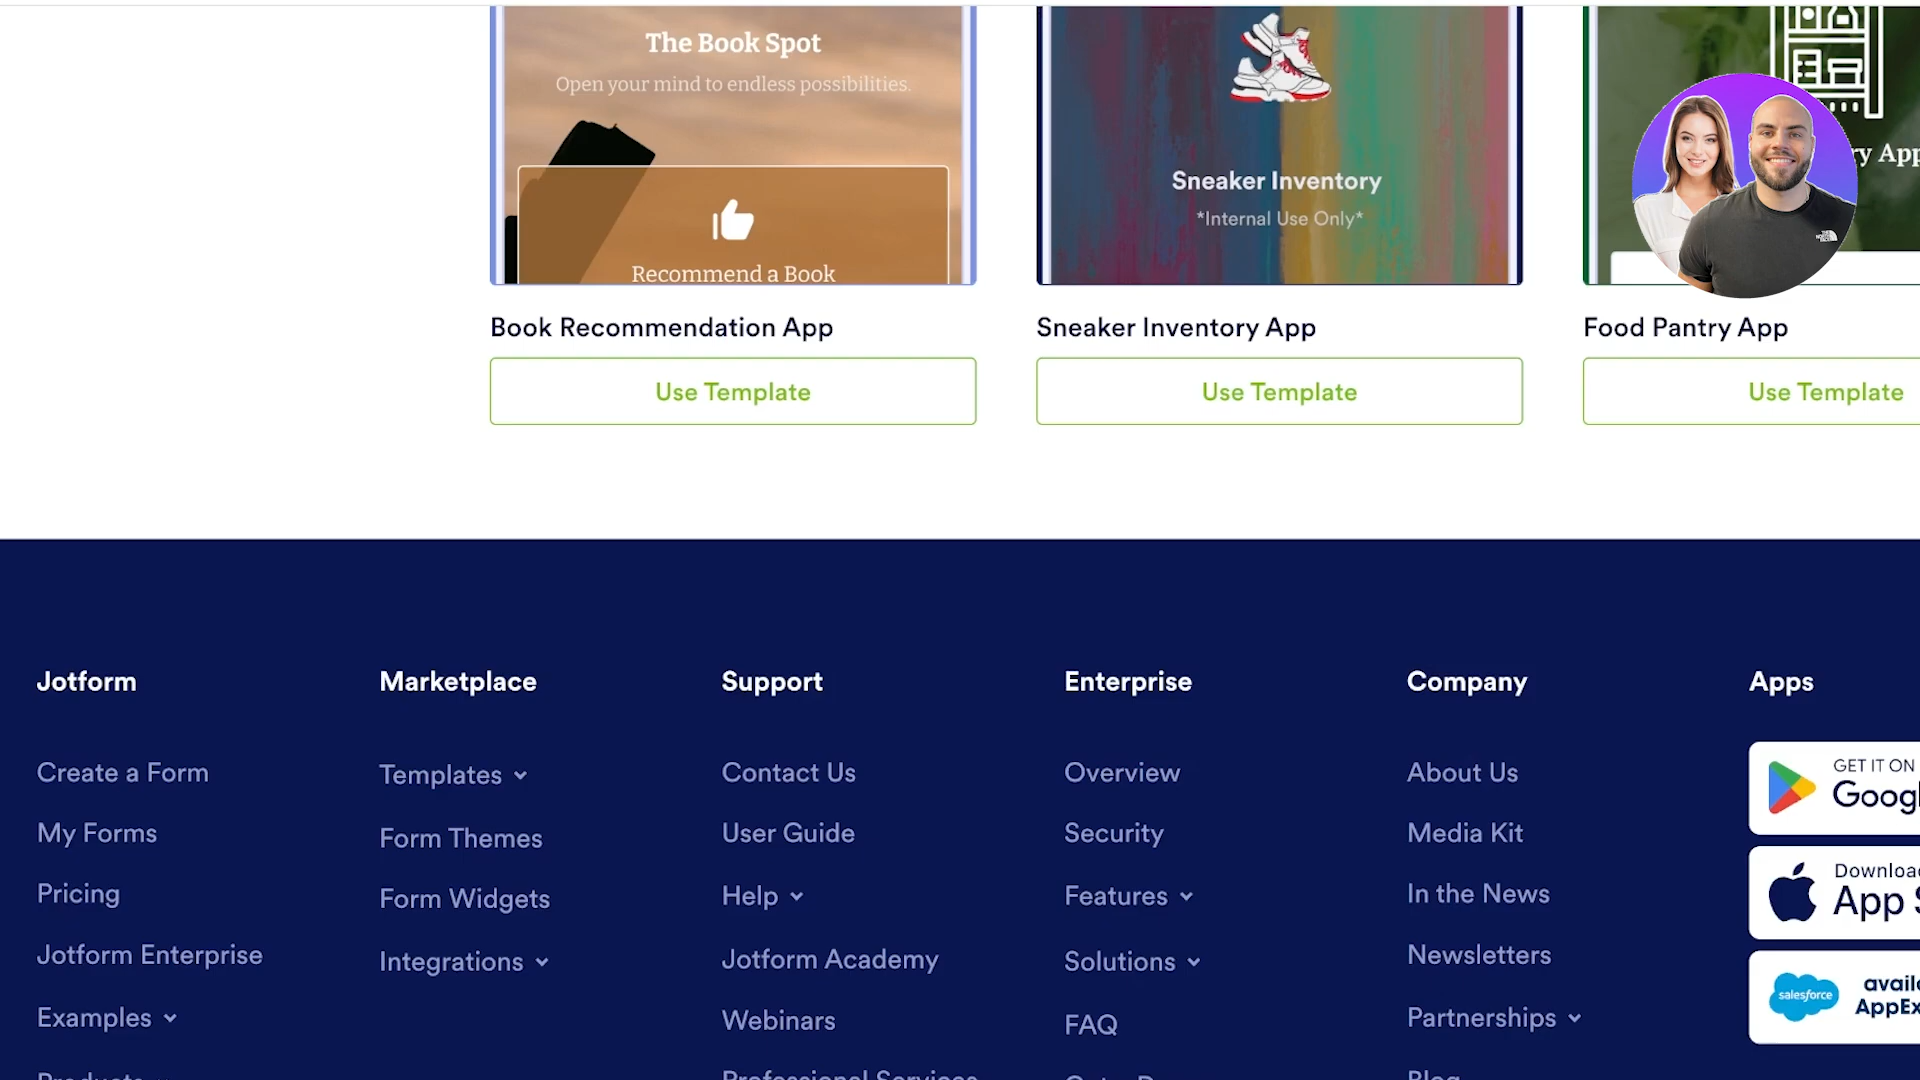 The Book Spot
Open your mind to endless possibilities.
Recommend a Book
Sneaker Inventory
*Internal Use Only*
Book Recommendation App
Sneaker Inventory App
Food Pantry App
Use Template
Use Template
Use Template
Jotform
Create a Form
My Forms
Pricing
Jotform Enterprise
Examples
Marketplace
Templates
Form Themes
Form Widgets
Integrations
Support
Contact Us
User Guide
Help
Jotform Academy
Webinars
Professional Services
Enterprise
Overview
Security
Features
Solutions
FAQ
Company
About Us
Media Kit
In the News
Newsletters
Partnerships
Blog
Apps
GET IT ON
salesforce